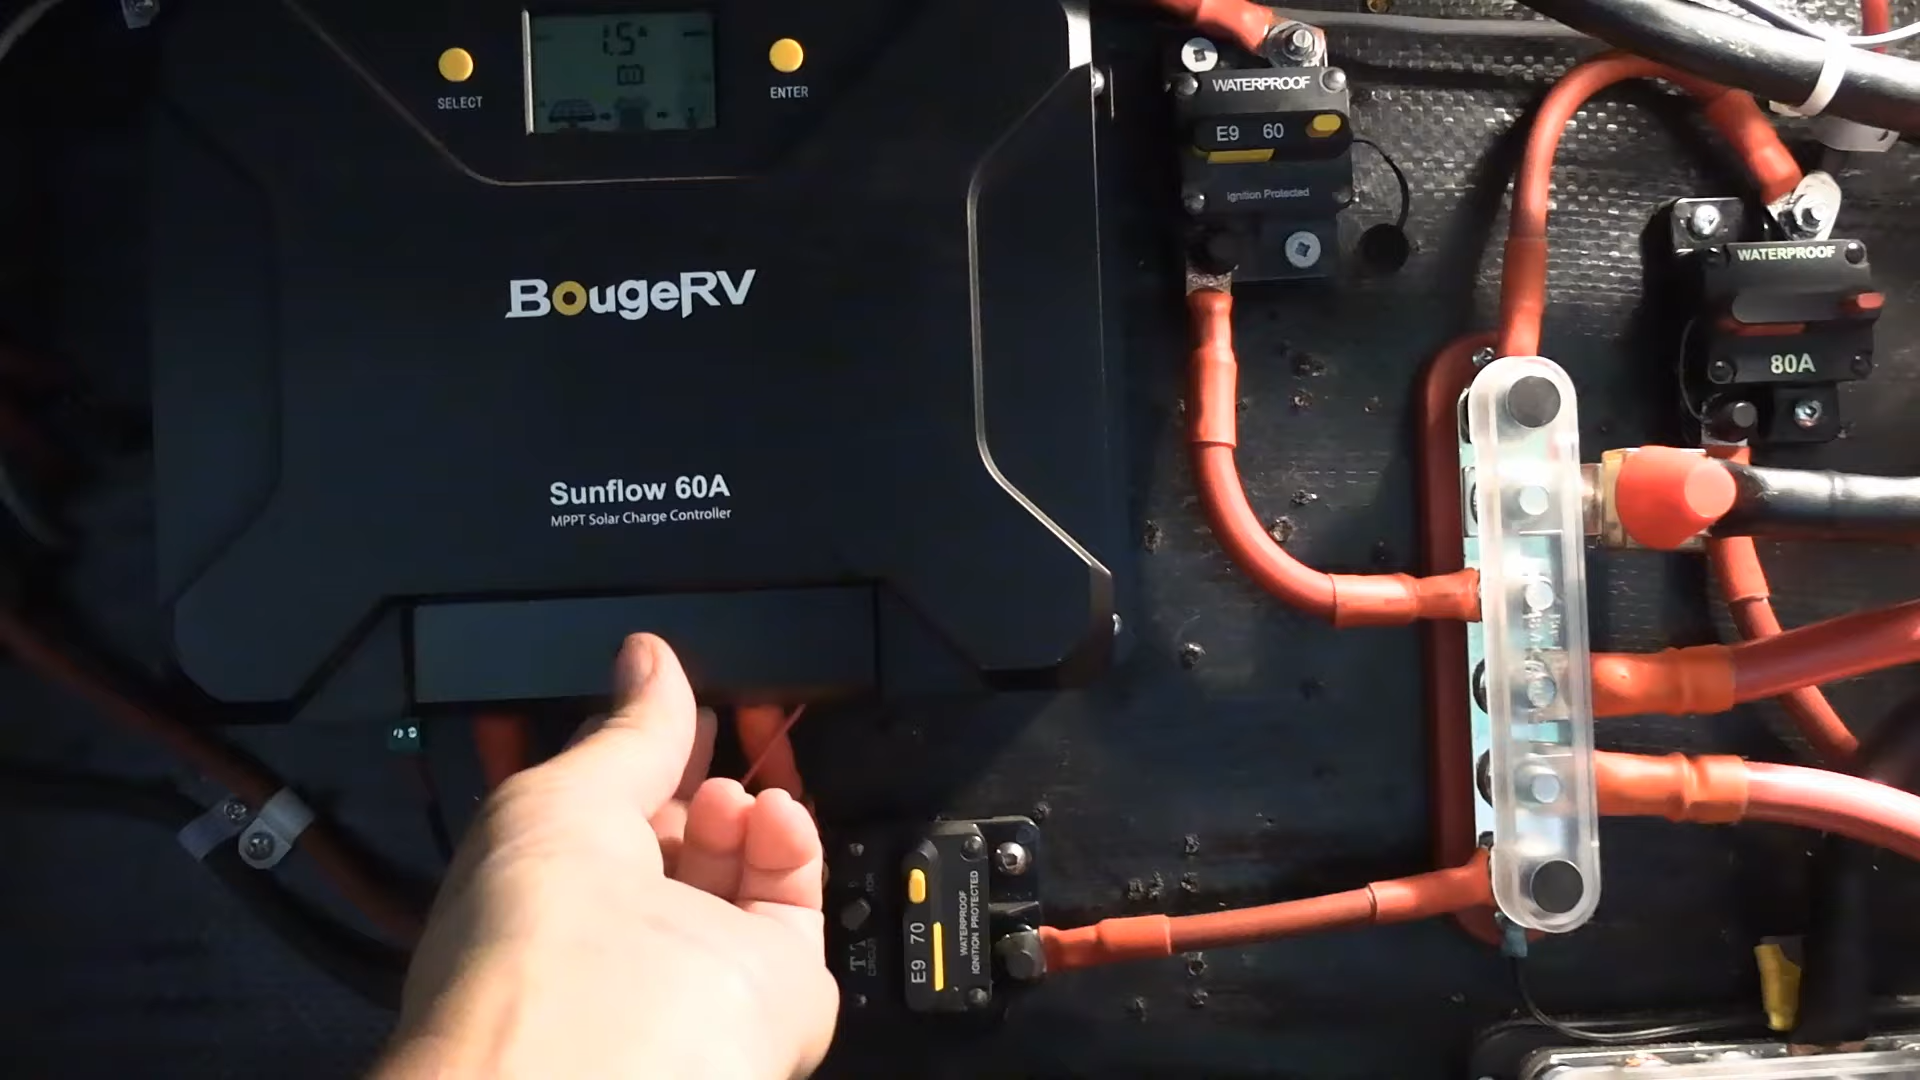 1.5A
SELECT
ENTER
BougeRV
Sunflow 60A
MPPT Solar Charge Controller
WATERPROOF
E9 60
Ignition Protected
WATERPROOF
80A
E9 70
WATERPROOF
IGNITION PROTECTED